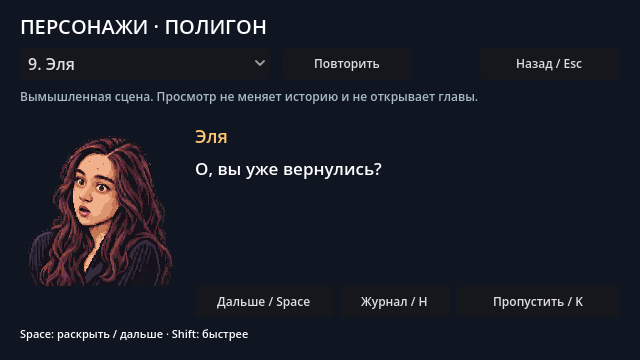 ПЕРСОНАЖИ · ПОЛИГОН
9. Эля
Повторить
Назад / Esc
Вымышленная сцена. Просмотр не меняет историю и не открывает главы.
Эля
О, вы уже вернулись?
Дальше / Space
Журнал / H
Пропустить / K
Space: раскрыть / дальше · Shift: быстрее